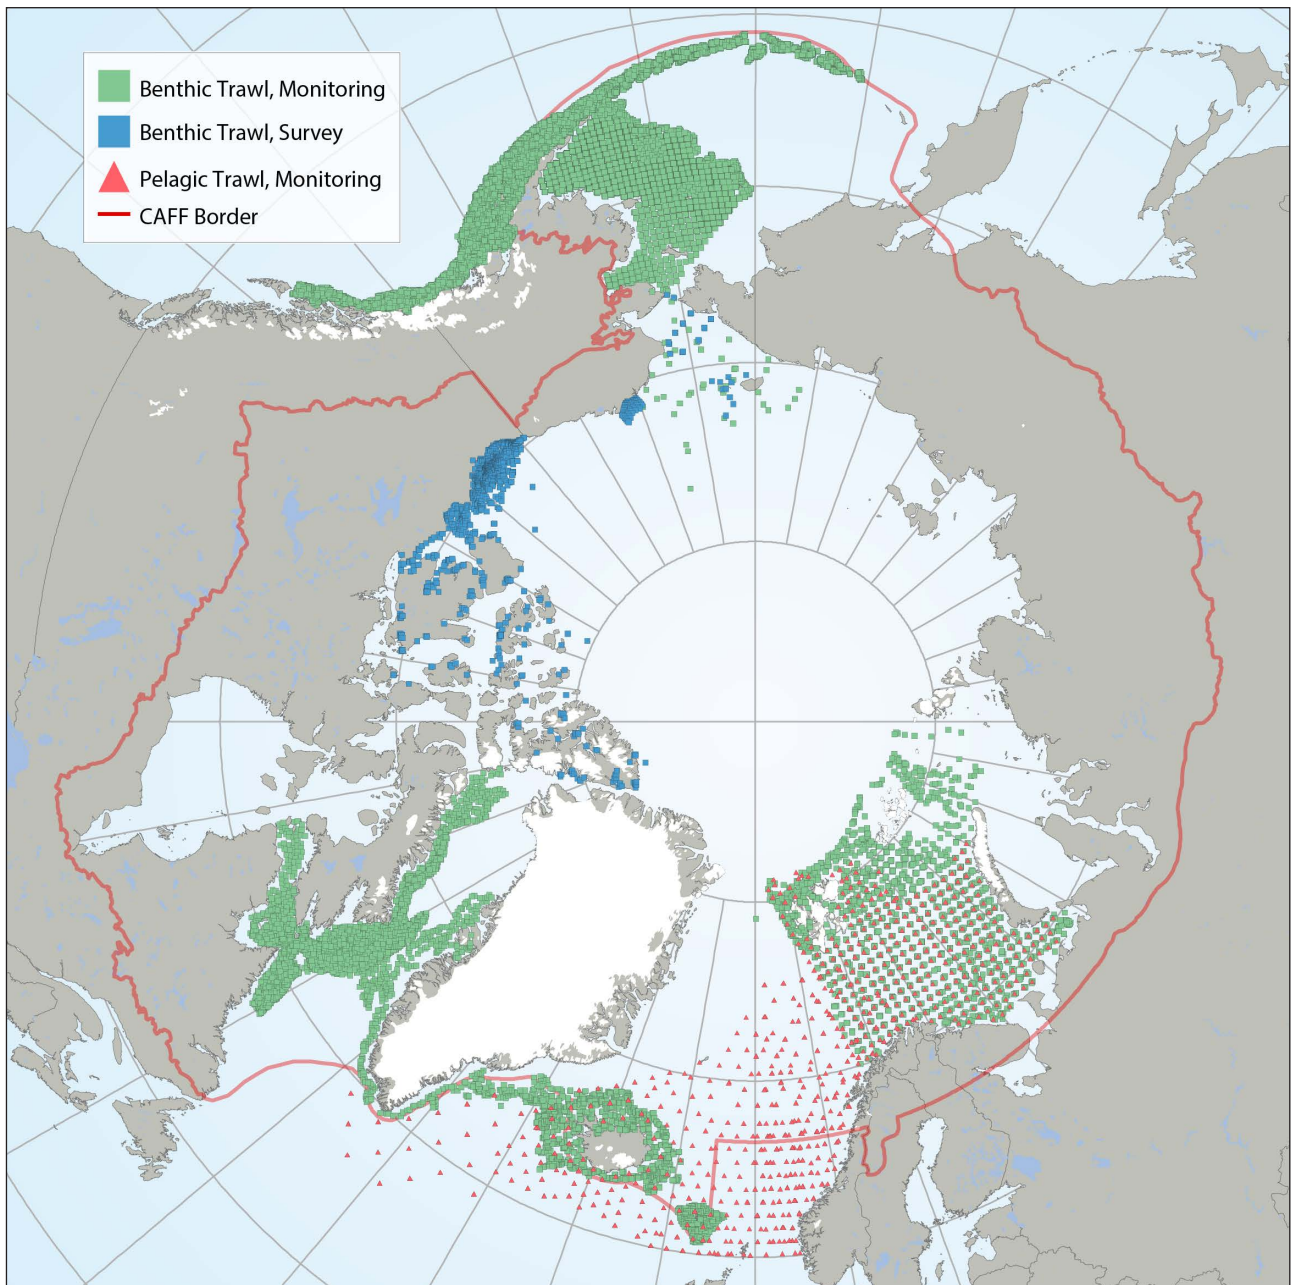 Benthic Trawl, Monitoring
Benthic Trawl, Survey
Pelagic Trawl, Monitoring
CAFF Border